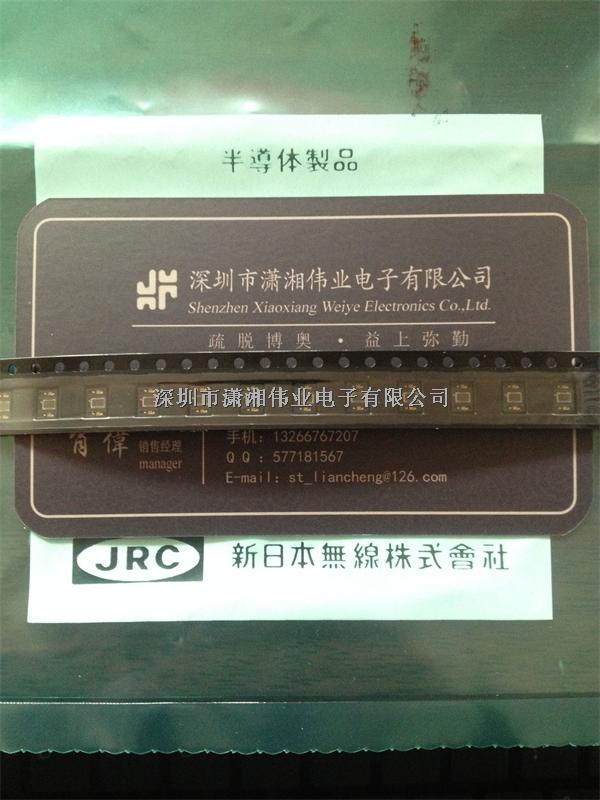 半導体製品
深圳市潇湘伟业电子有限公司
Shenzhen Xiaoxiang Weiye Electronics Co.,Ltd.
疏脱博奥·益上弥勤
深圳市潇湘伟业电子有限公司
偉 销售经理
manager
手机: 13266767207
QQ: 577181567
E-mail: st_liancheng@126.com
JRC 新日本無線株式會社